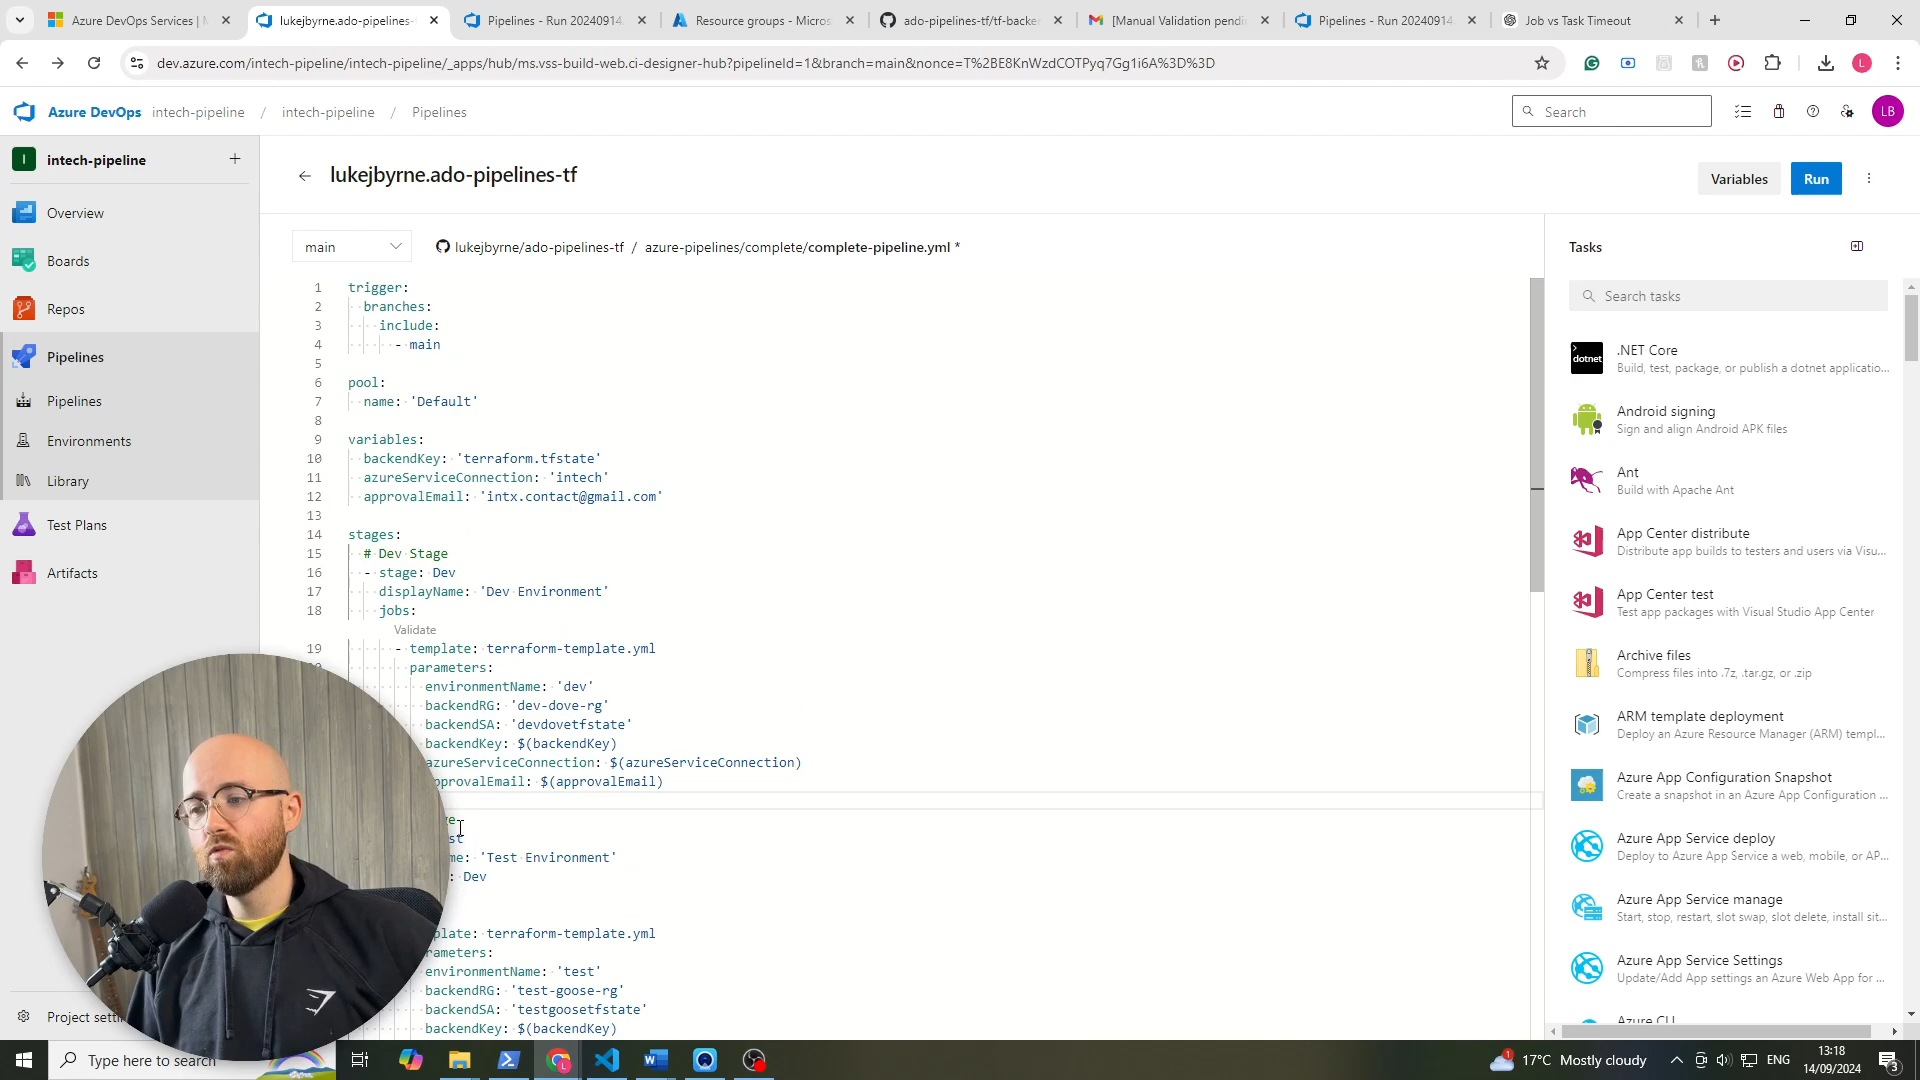 Azure DevOps Services | M
lukejbyrne.ado-pipelines-
Pipelines - Run 20240914.
Resource groups - Micros
ado-pipelines-tf/tf-backe
[Manual Validation pendi
Pipelines - Run 20240914
Job vs Task Timeout
dev.azure.com/intech-pipeline/intech-pipeline/_apps/hub/ms.vss-build-web.ci-designer-hub?pipelineId=1&branch=main&nonce=T%2BE8KnWzdCOTPyq7Gg1i6A%3D%3D
L
Azure DevOps intech-pipeline / intech-pipeline / Pipelines
Search
LB
I intech-pipeline +
Overview
Boards
Repos
Pipelines
Pipelines
Environments
Library
Test Plans
Artifacts
Project setti
lukejbyrne.ado-pipelines-tf
Variables
Run
main
lukejbyrne/ado-pipelines-tf / azure-pipelines/complete/complete-pipeline.yml *
1 trigger:
2 branches:
3 include:
4 - main
5
6 pool:
7 name: 'Default'
8
9 variables:
10 backendKey: 'terraform.tfstate'
11 azureServiceConnection: 'intech'
12 approvalEmail: 'intx.contact@gmail.com'
13
14 stages:
15 # Dev Stage
16 - stage: Dev
17 displayName: 'Dev Environment'
18 jobs:
Validate
19 - template: terraform-template.yml
parameters:
environmentName: 'dev'
backendRG: 'dev-dove-rg'
backendSA: 'devdovetfstate'
backendKey: $(backendKey)
azureServiceConnection: $(azureServiceConnection)
pprovalEmail: $(approvalEmail)
e
st
me: 'Test Environment'
: Dev
plate: terraform-template.yml
rameters:
environmentName: 'test'
backendRG: 'test-goose-rg'
backendSA: 'testgoosetfstate'
backendKey: $(backendKey)
Tasks
Search tasks
dotnet
.NET Core
Build, test, package, or publish a dotnet applicatio...
Android signing
Sign and align Android APK files
Ant
Build with Apache Ant
App Center distribute
Distribute app builds to testers and users via Visu...
App Center test
Test app packages with Visual Studio App Center
Archive files
Compress files into .7z, .tar.gz, or .zip
ARM template deployment
Deploy an Azure Resource Manager (ARM) templ...
Azure App Configuration Snapshot
Create a snapshot in an Azure App Configuration ...
Azure App Service deploy
Deploy to Azure App Service a web, mobile, or AP...
Azure App Service manage
Start, stop, restart, slot swap, slot delete, install sit...
Azure App Service Settings
Update/Add App settings an Azure Web App for ...
Azure CLI
Type here to search
1
17°C Mostly cloudy
ENG
13:18
14/09/2024
3